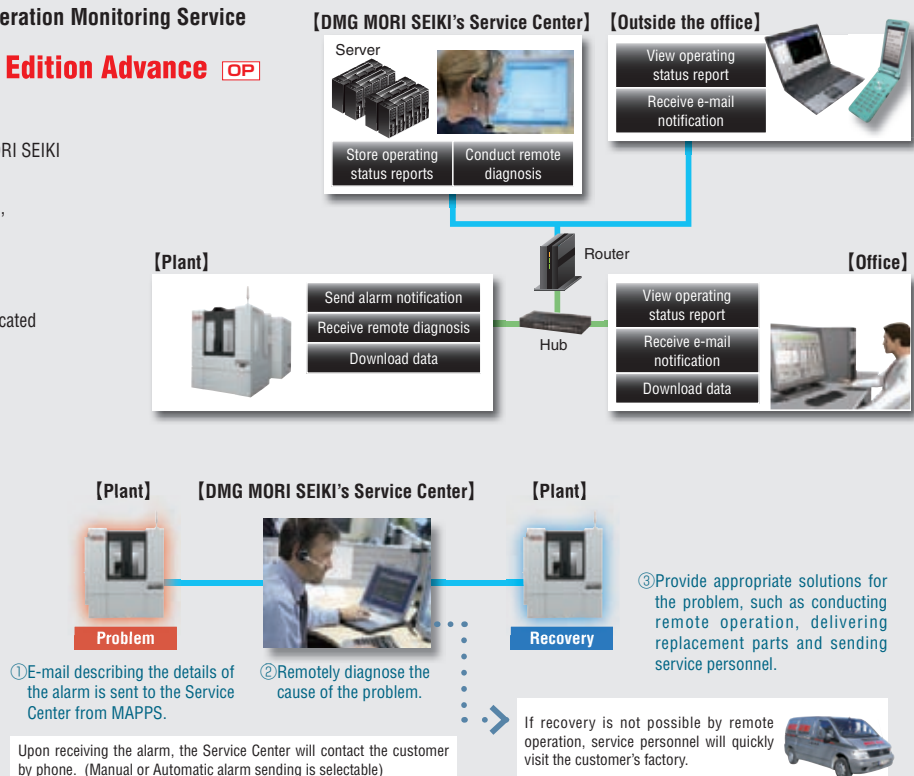 eration Monitoring Service
Edition Advance OP
RI SEIKI
,
cated
【DMG MORI SEIKI's Service Center】
Server
Store operating
status reports
Conduct remote
diagnosis
【Outside the office】
View operating
status report
Receive e-mail
notification
Router
Hub
【Plant】
Send alarm notification
Receive remote diagnosis
Download data
【Office】
View operating
status report
Receive e-mail
notification
Download data
【Plant】
Problem
①E-mail describing the details of
the alarm is sent to the Service
Center from MAPPS.
【DMG MORI SEIKI's Service Center】
②Remotely diagnose the
cause of the problem.
【Plant】
Recovery
③Provide appropriate solutions for
the problem, such as conducting
remote operation, delivering
replacement parts and sending
service personnel.
Upon receiving the alarm, the Service Center will contact the customer
by phone. (Manual or Automatic alarm sending is selectable)
If recovery is not possible by remote
operation, service personnel will quickly
visit the customer's factory.